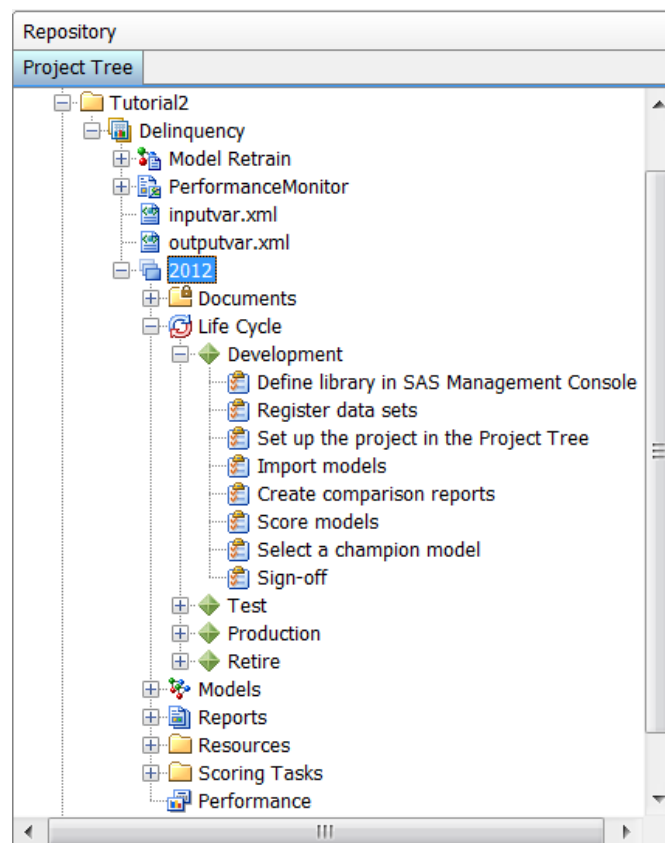 Repository
Project Tree
Tutorial2
Delinquency
Model Retrain
PerformanceMonitor
inputvar.xml
outputvar.xml
2012
Documents
Life Cycle
Development
Define library in SAS Management Console
Register data sets
Set up the project in the Project Tree
Import models
Create comparison reports
Score models
Select a champion model
Sign-off
Test
Production
Retire
Models
Reports
Resources
Scoring Tasks
Performance